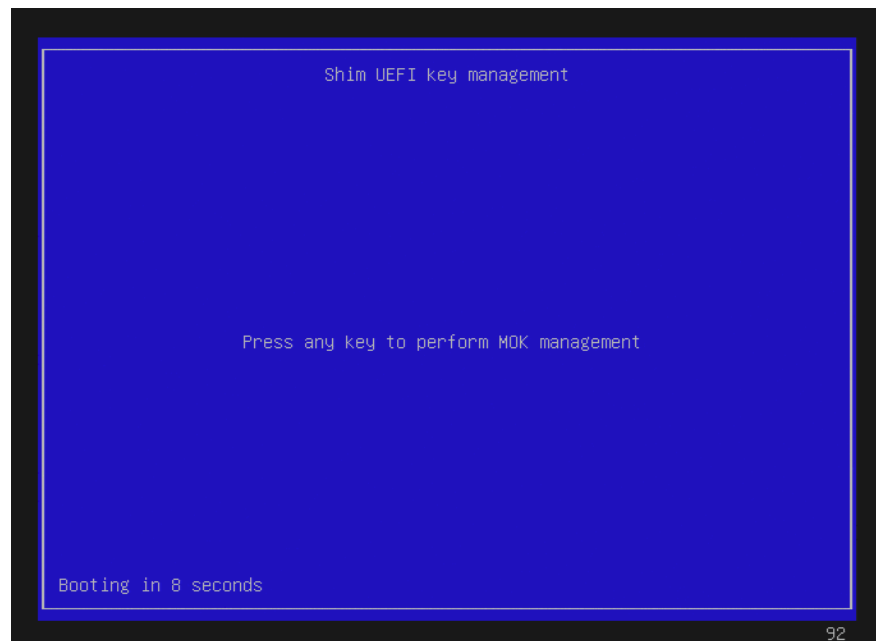 Shim UEFI key management
Press any key to perform MOK management
Booting in 8 seconds
92